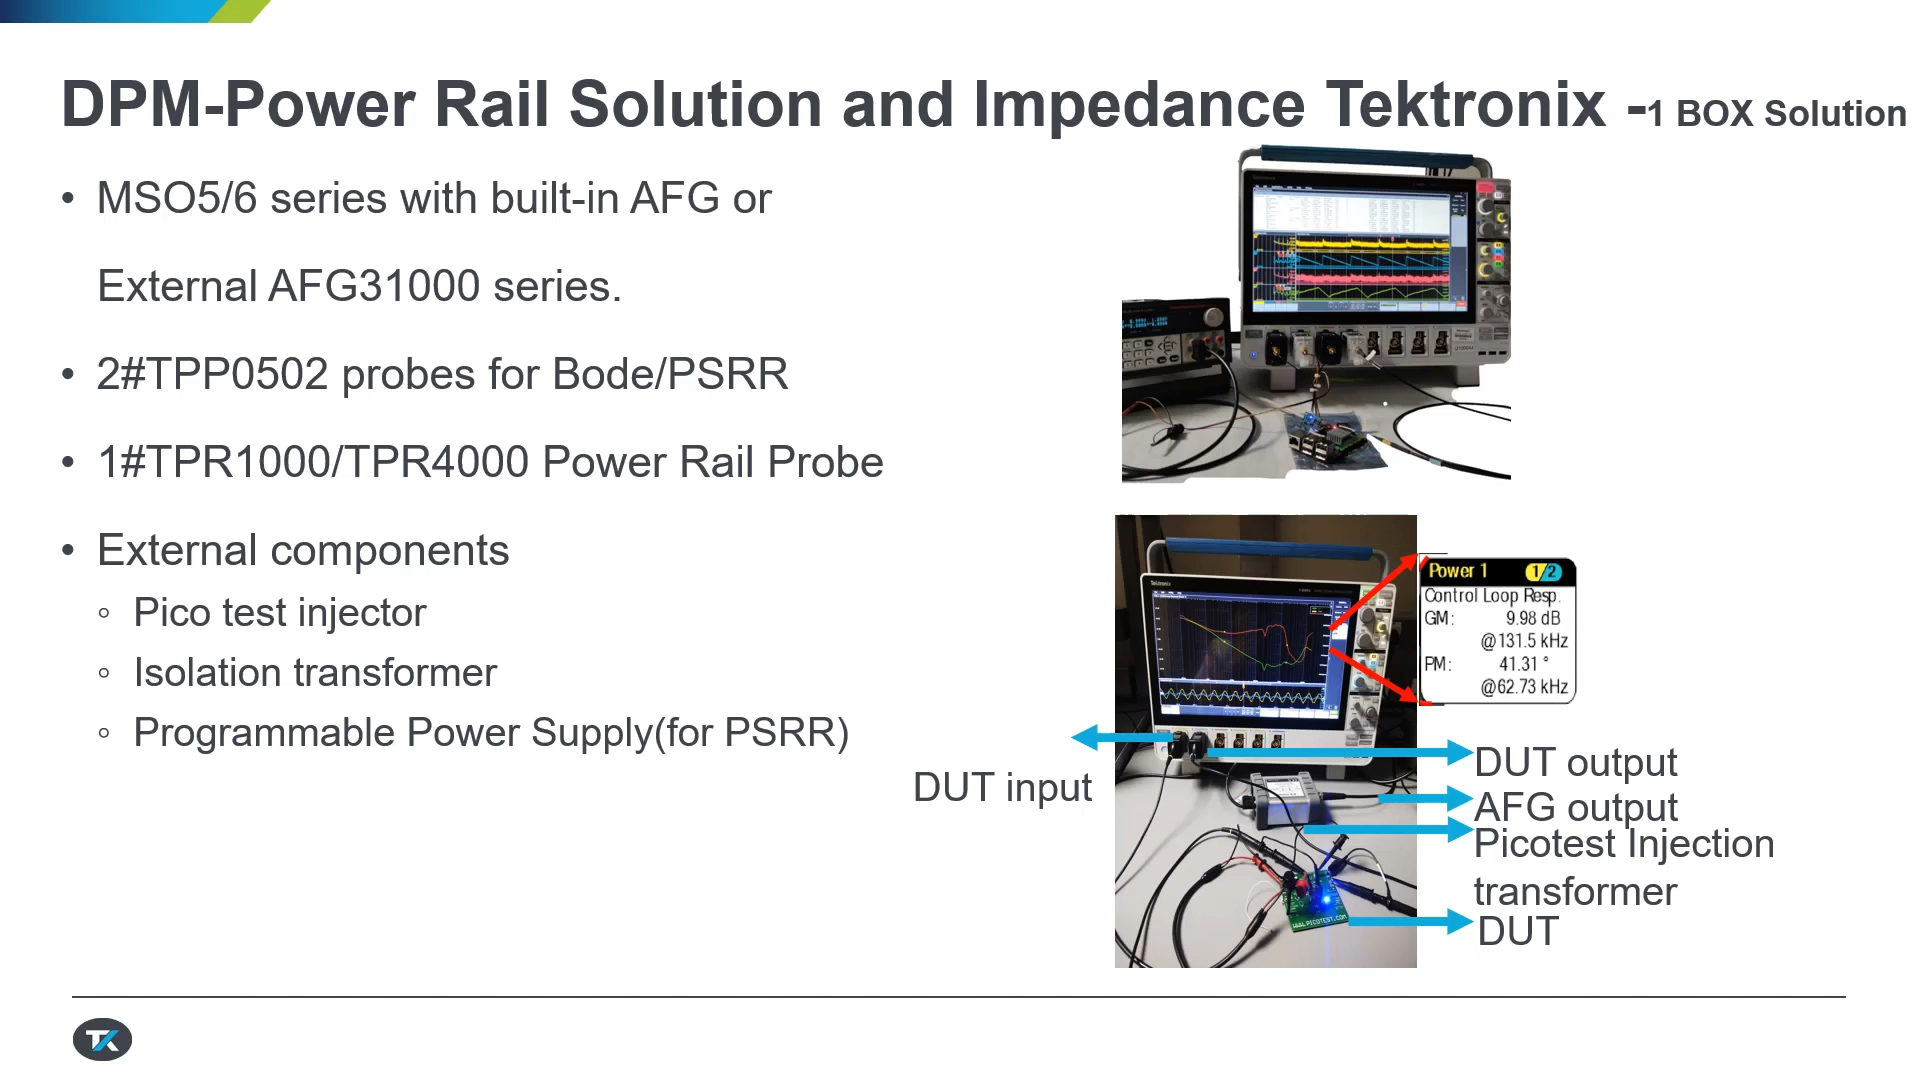 DPM-Power Rail Solution and Impedance Tektronix -1 BOX Solution
• MSO5/6 series with built-in AFG or
External AFG31000 series.
• 2#TPP0502 probes for Bode/PSRR
• 1#TPR1000/TPR4000 Power Rail Probe
• External components
◦ Pico test injector
◦ Isolation transformer
◦ Programmable Power Supply(for PSRR)
Tektronix
Power 1 1/2
Control Loop Resp.
GM: 9.98 dB
@131.5 kHz
PM: 41.31 °
@62.73 kHz
DUT input
DUT output
AFG output
Picotest Injection
transformer
DUT
TK